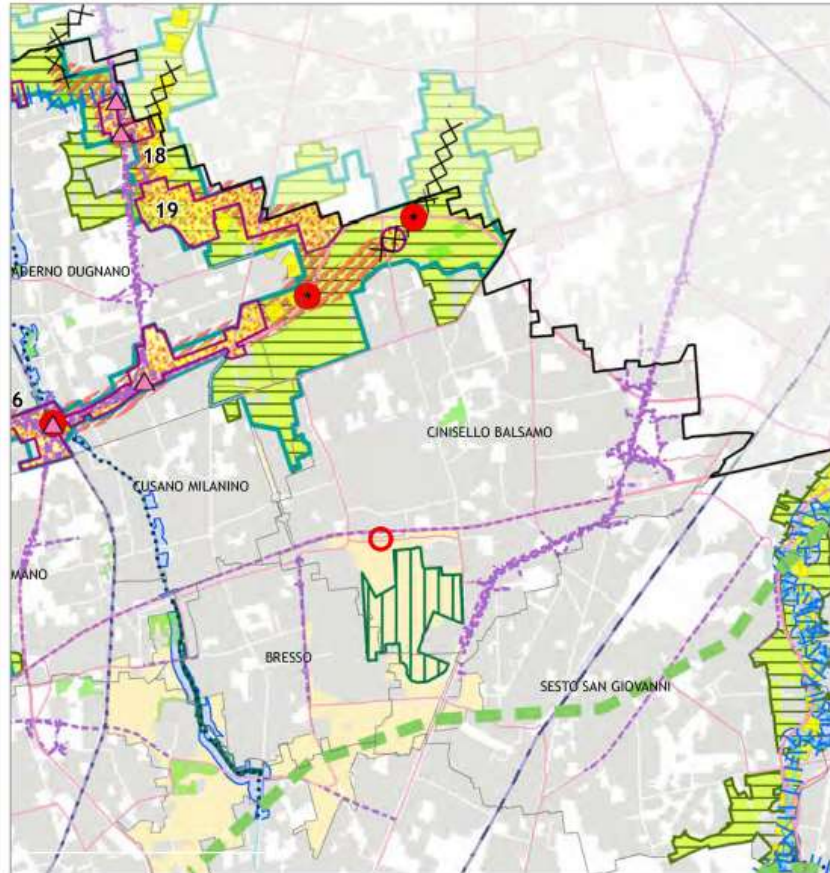 18
19
ADERNO DUGNANO
6
CINISELLO BALSAMO
CUSANO MILANINO
MANO
BRESSO
SESTO SAN GIOVANNI